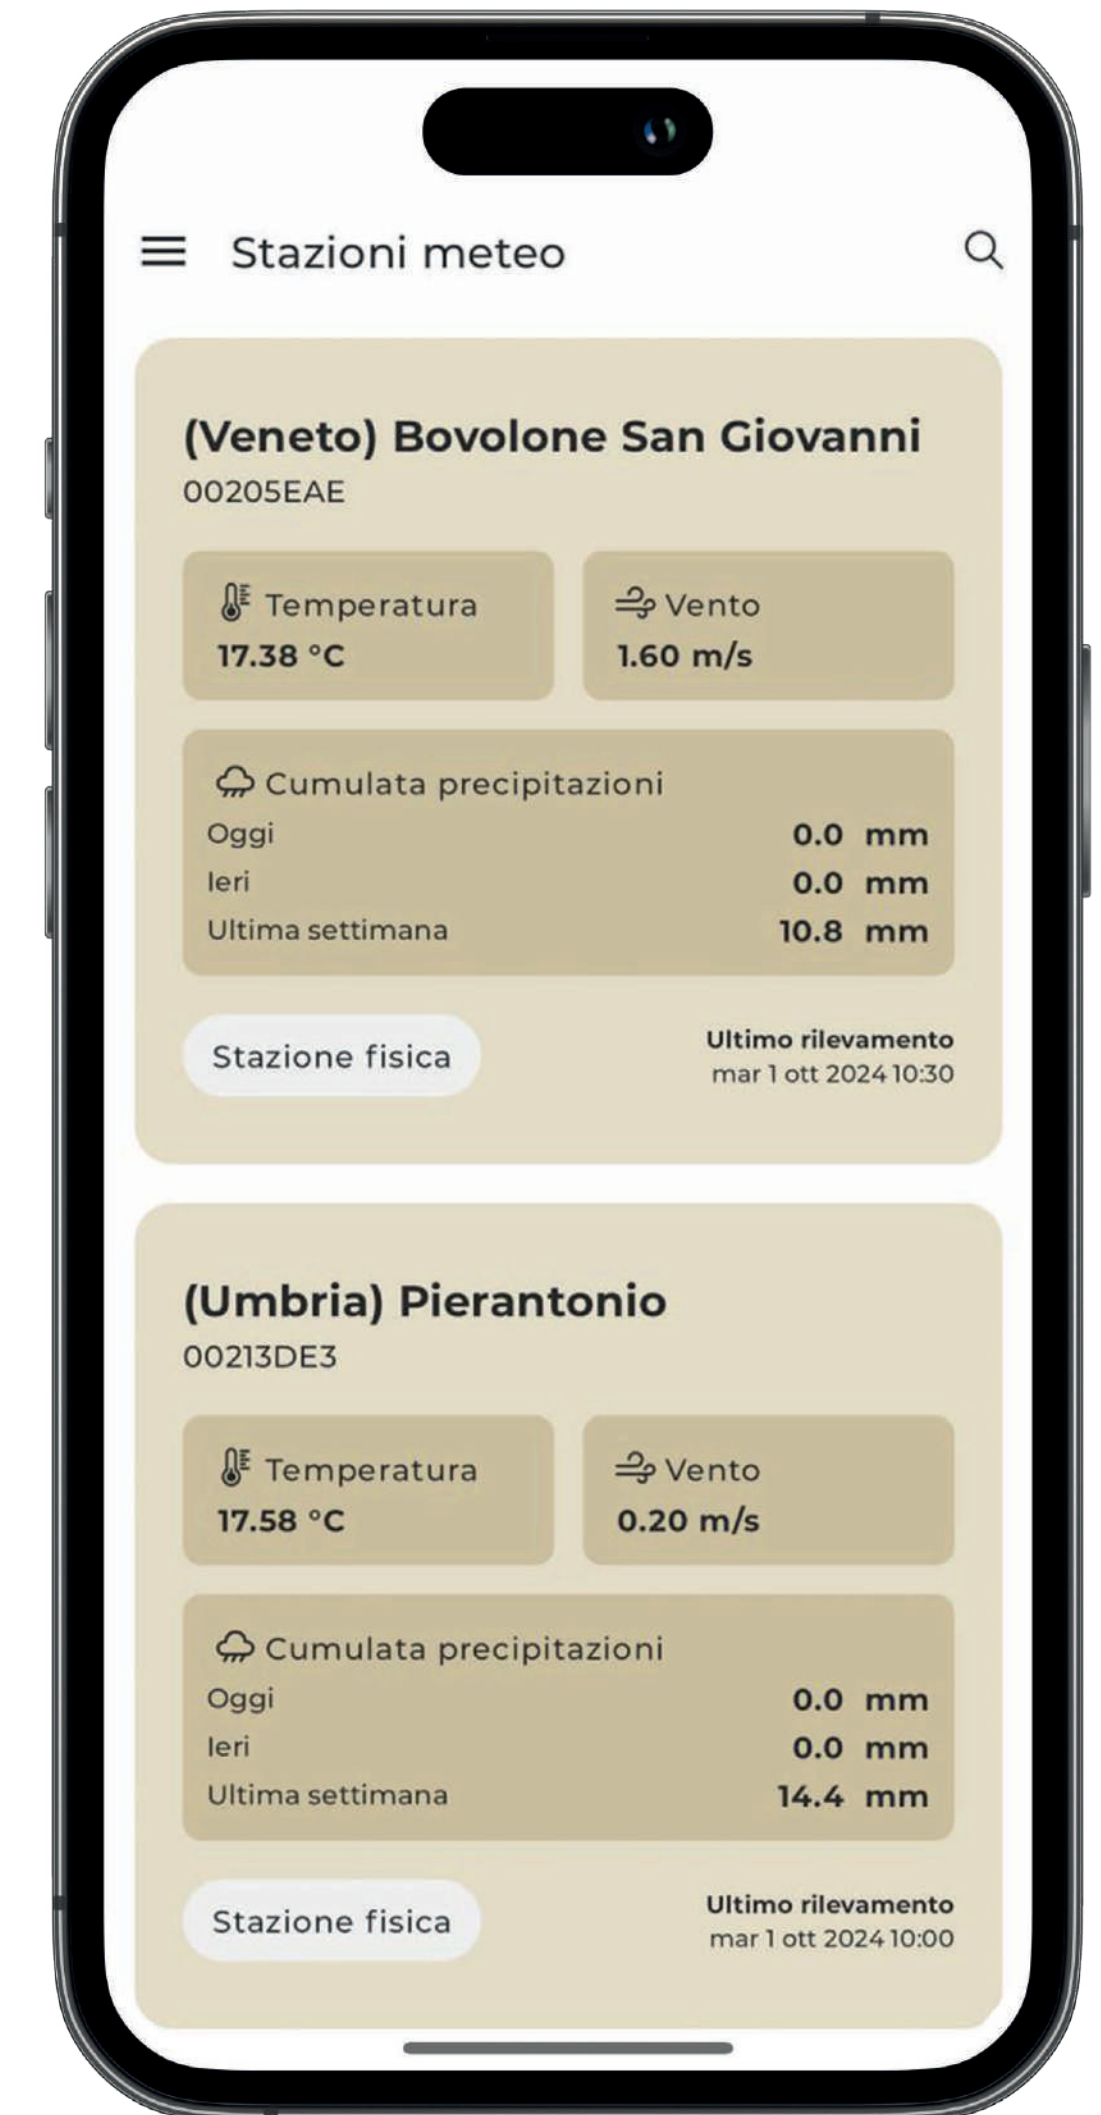 Stazioni meteo
(Veneto) Bovolone San Giovanni
00205EAE
Temperatura
17.38 °C
Vento
1.60 m/s
Cumulata precipitazioni
Oggi 0.0 mm
Ieri 0.0 mm
Ultima settimana 10.8 mm
Stazione fisica
Ultimo rilevamento
mar 1 ott 2024 10:30
(Umbria) Pierantonio
00213DE3
Temperatura
17.58 °C
Vento
0.20 m/s
Cumulata precipitazioni
Oggi 0.0 mm
Ieri 0.0 mm
Ultima settimana 14.4 mm
Stazione fisica
Ultimo rilevamento
mar 1 ott 2024 10:00